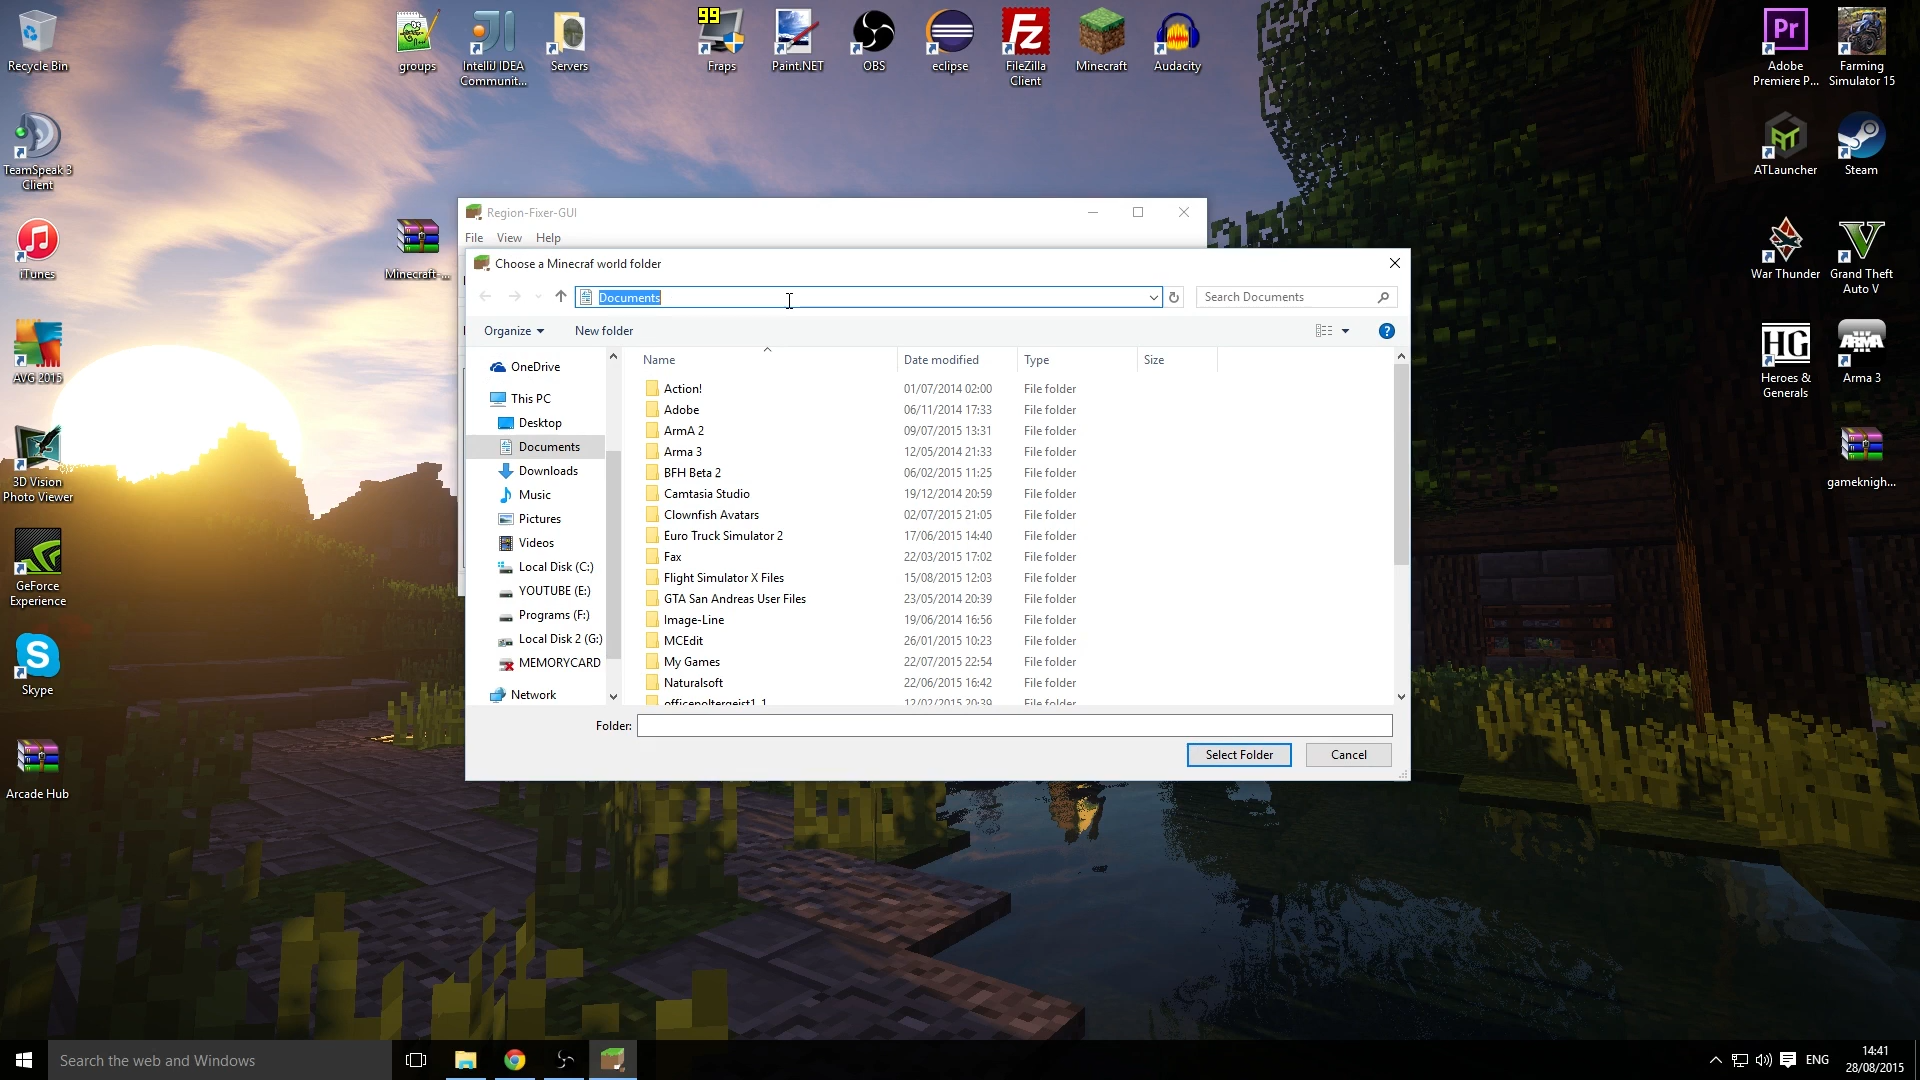 Recycle Bin
groups
IntelliJ IDEA
Communit...
Servers
99
Fraps
Paint.NET
OBS
eclipse
FileZilla
Client
Minecraft
Audacity
Pr
Adobe
Premiere P...
Farming
Simulator 15
TeamSpeak 3
Client
ATLauncher
Steam
iTunes
Minecraft-...
War Thunder
Grand Theft
Auto V
AVG 2015
HG
Heroes &
Generals
ARMA
Arma 3
3D Vision
Photo Viewer
gameknigh...
GeForce
Experience
Skype
Arcade Hub
Region-Fixer-GUI
File View Help
Choose a Minecraf world folder
Documents
Search Documents
Organize
New folder
Name Date modified Type Size
OneDrive
This PC
Desktop
Documents
Downloads
Music
Pictures
Videos
Local Disk (C:)
YOUTUBE (E:)
Programs (F:)
Local Disk 2 (G:)
MEMORYCARD
Network
Action! 01/07/2014 02:00 File folder
Adobe 06/11/2014 17:33 File folder
ArmA 2 09/07/2015 13:31 File folder
Arma 3 12/05/2014 21:33 File folder
BFH Beta 2 06/02/2015 11:25 File folder
Camtasia Studio 19/12/2014 20:59 File folder
Clownfish Avatars 02/07/2015 21:05 File folder
Euro Truck Simulator 2 17/06/2015 14:40 File folder
Fax 22/03/2015 17:02 File folder
Flight Simulator X Files 15/08/2015 12:03 File folder
GTA San Andreas User Files 23/05/2014 20:39 File folder
Image-Line 19/06/2014 16:56 File folder
MCEdit 26/01/2015 10:23 File folder
My Games 22/07/2015 22:54 File folder
Naturalsoft 22/06/2015 16:42 File folder
officepoltergeist1_1 12/02/2015 20:39 File folder
Folder:
Select Folder
Cancel
Search the web and Windows
ENG
14:41
28/08/2015